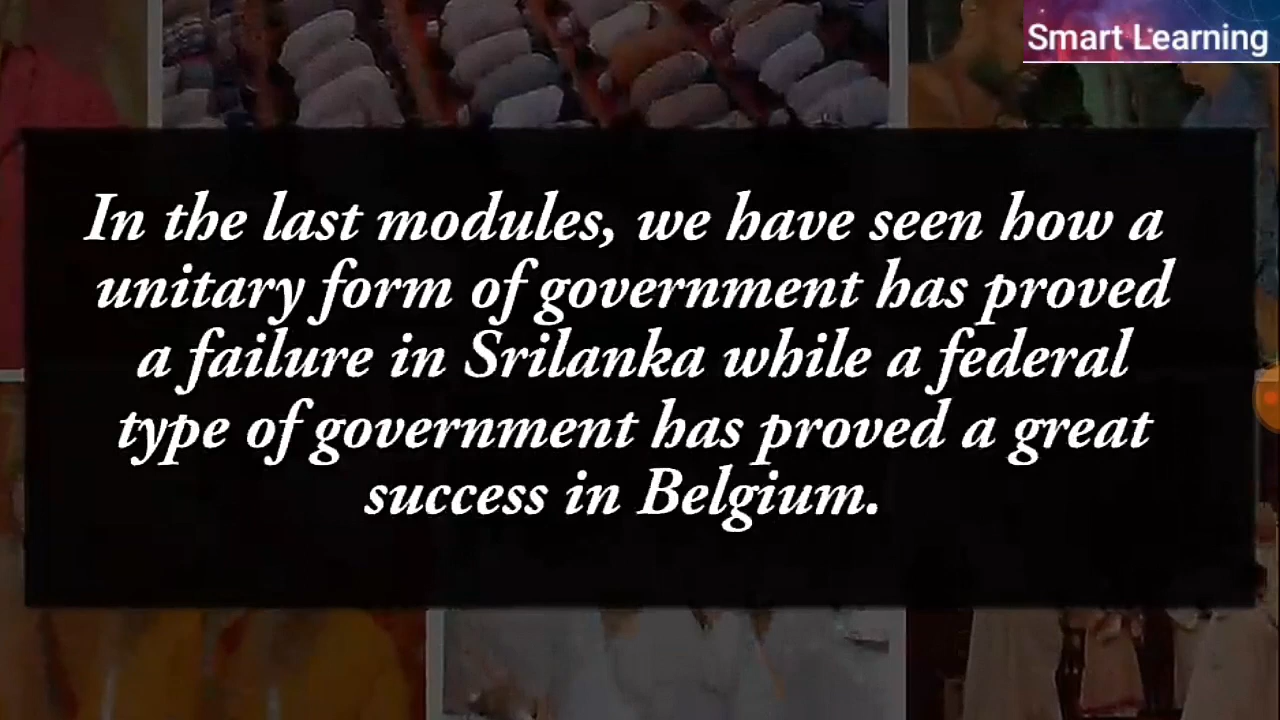 Smart Learning
In the last modules, we have seen how a
unitary form of government has proved
a failure in Srilanka while a federal
type of government has proved a great
success in Belgium.